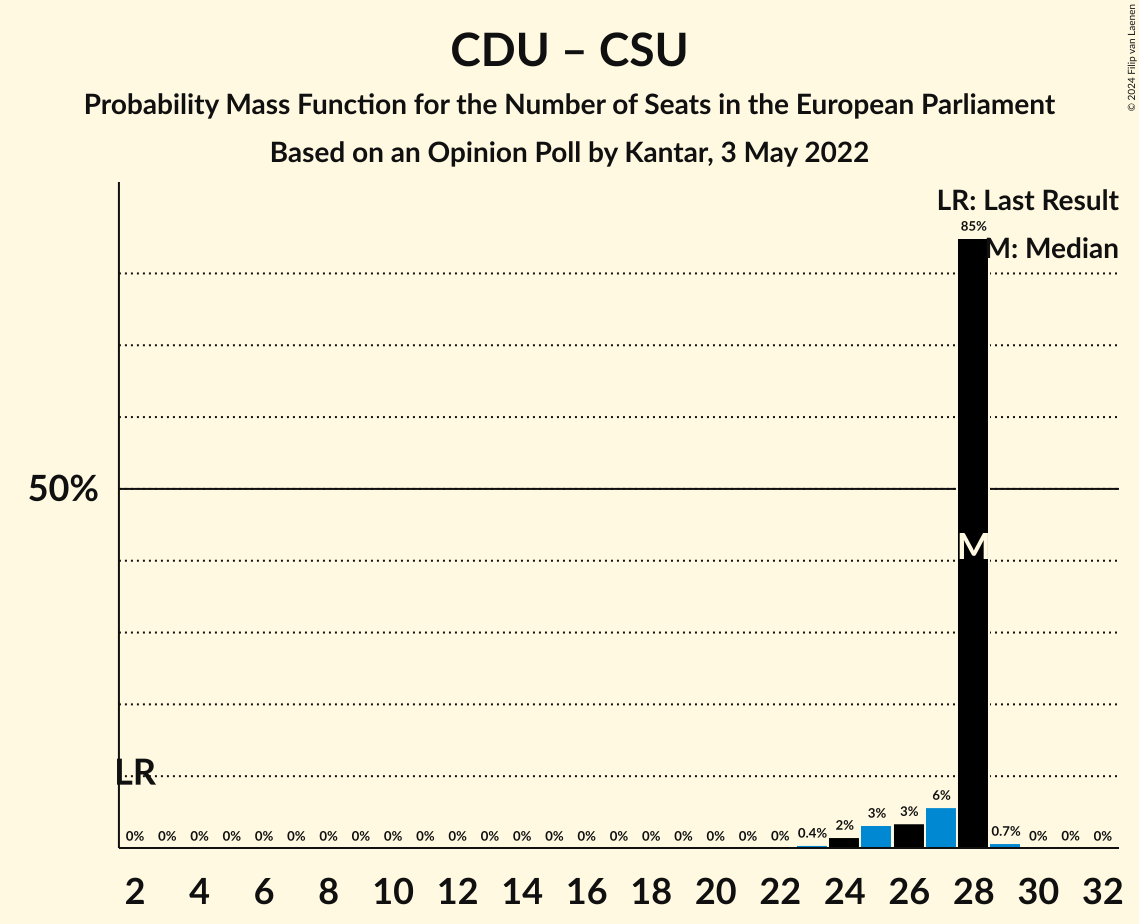 CDU – CSU
Probability Mass Function for the Number of Seats in the European Parliament
Based on an Opinion Poll by Kantar, 3 May 2022
© 2024 Filip van Laenen
LR: Last Result
85%
M: Median
50%
M
LR
6%
3%
3%
2%
0% 0% 0% 0% 0% 0% 0% 0% 0% 0% 0% 0% 0% 0% 0% 0% 0% 0% 0% 0% 0% 0.4% 0.7% 0% 0% 0%
2 4 6 8 10 12 14 16 18 20 22 24 26 28 30 32